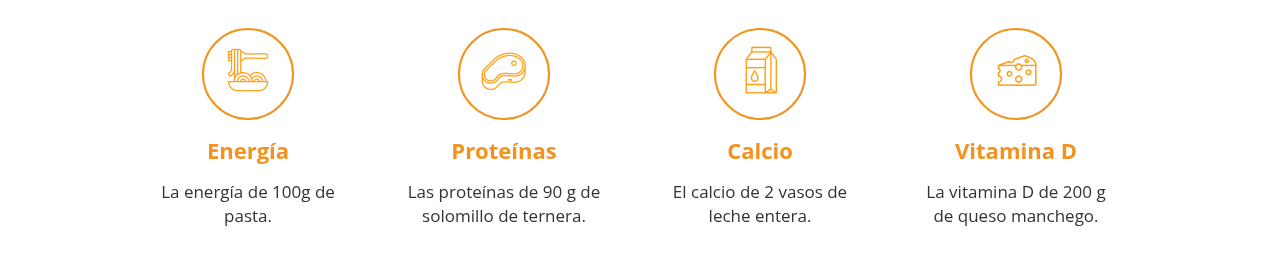 Energía
La energía de 100g de
pasta.
Proteínas
Las proteínas de 90 g de
solomillo de ternera.
Calcio
El calcio de 2 vasos de
leche entera.
Vitamina D
La vitamina D de 200 g
de queso manchego.